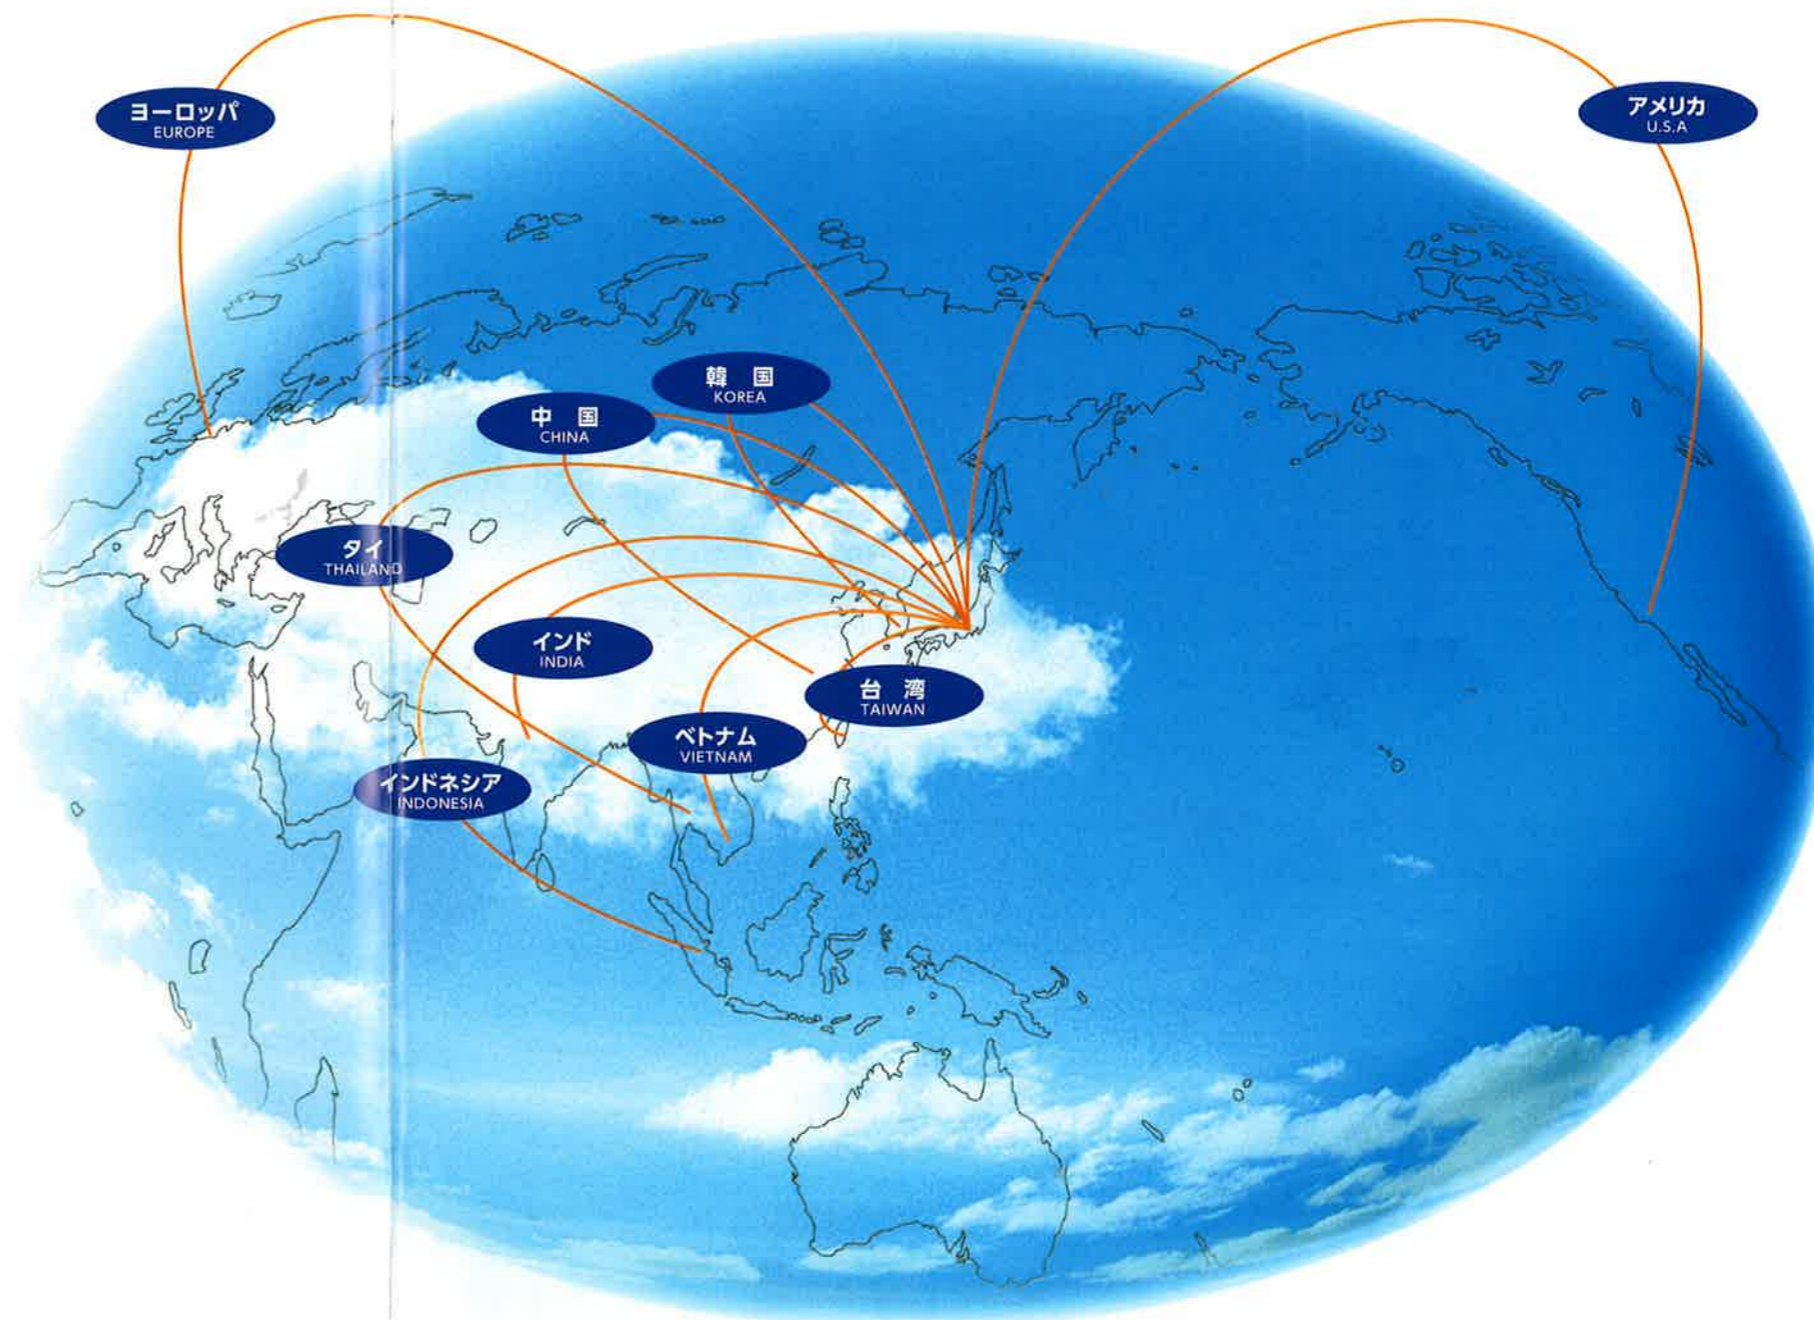 ヨーロッパ
EUROPE
アメリカ
U.S.A
韓国
KOREA
中国
CHINA
タイ
THAILAND
インド
INDIA
台湾
TAIWAN
ベトナム
VIETNAM
インドネシア
INDONESIA